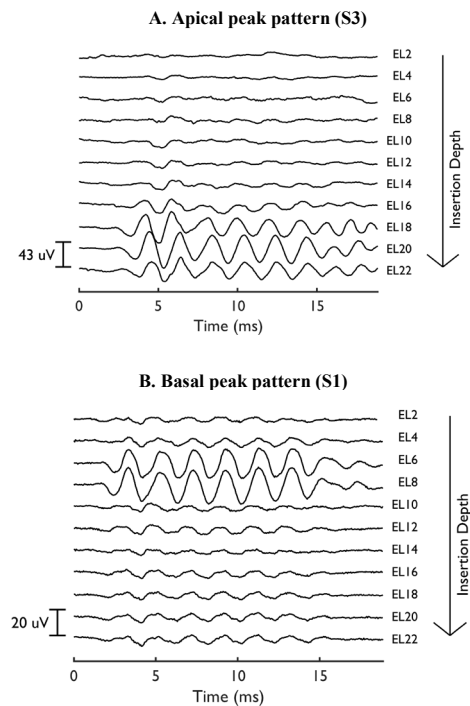 A. Apical peak pattern (S3)
EL2
EL4
EL6
EL8
EL10
EL12
EL14
EL16
EL18
EL20
EL22
Insertion Depth
43 uV
0 5 10 15
Time (ms)
B. Basal peak pattern (S1)
EL2
EL4
EL6
EL8
EL10
EL12
EL14
EL16
EL18
EL20
EL22
Insertion Depth
20 uV
0 5 10 15
Time (ms)